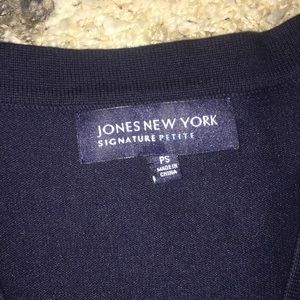 JONES NEW YORK
SIGNATURE PETITE
PS
MADE IN
CHINA